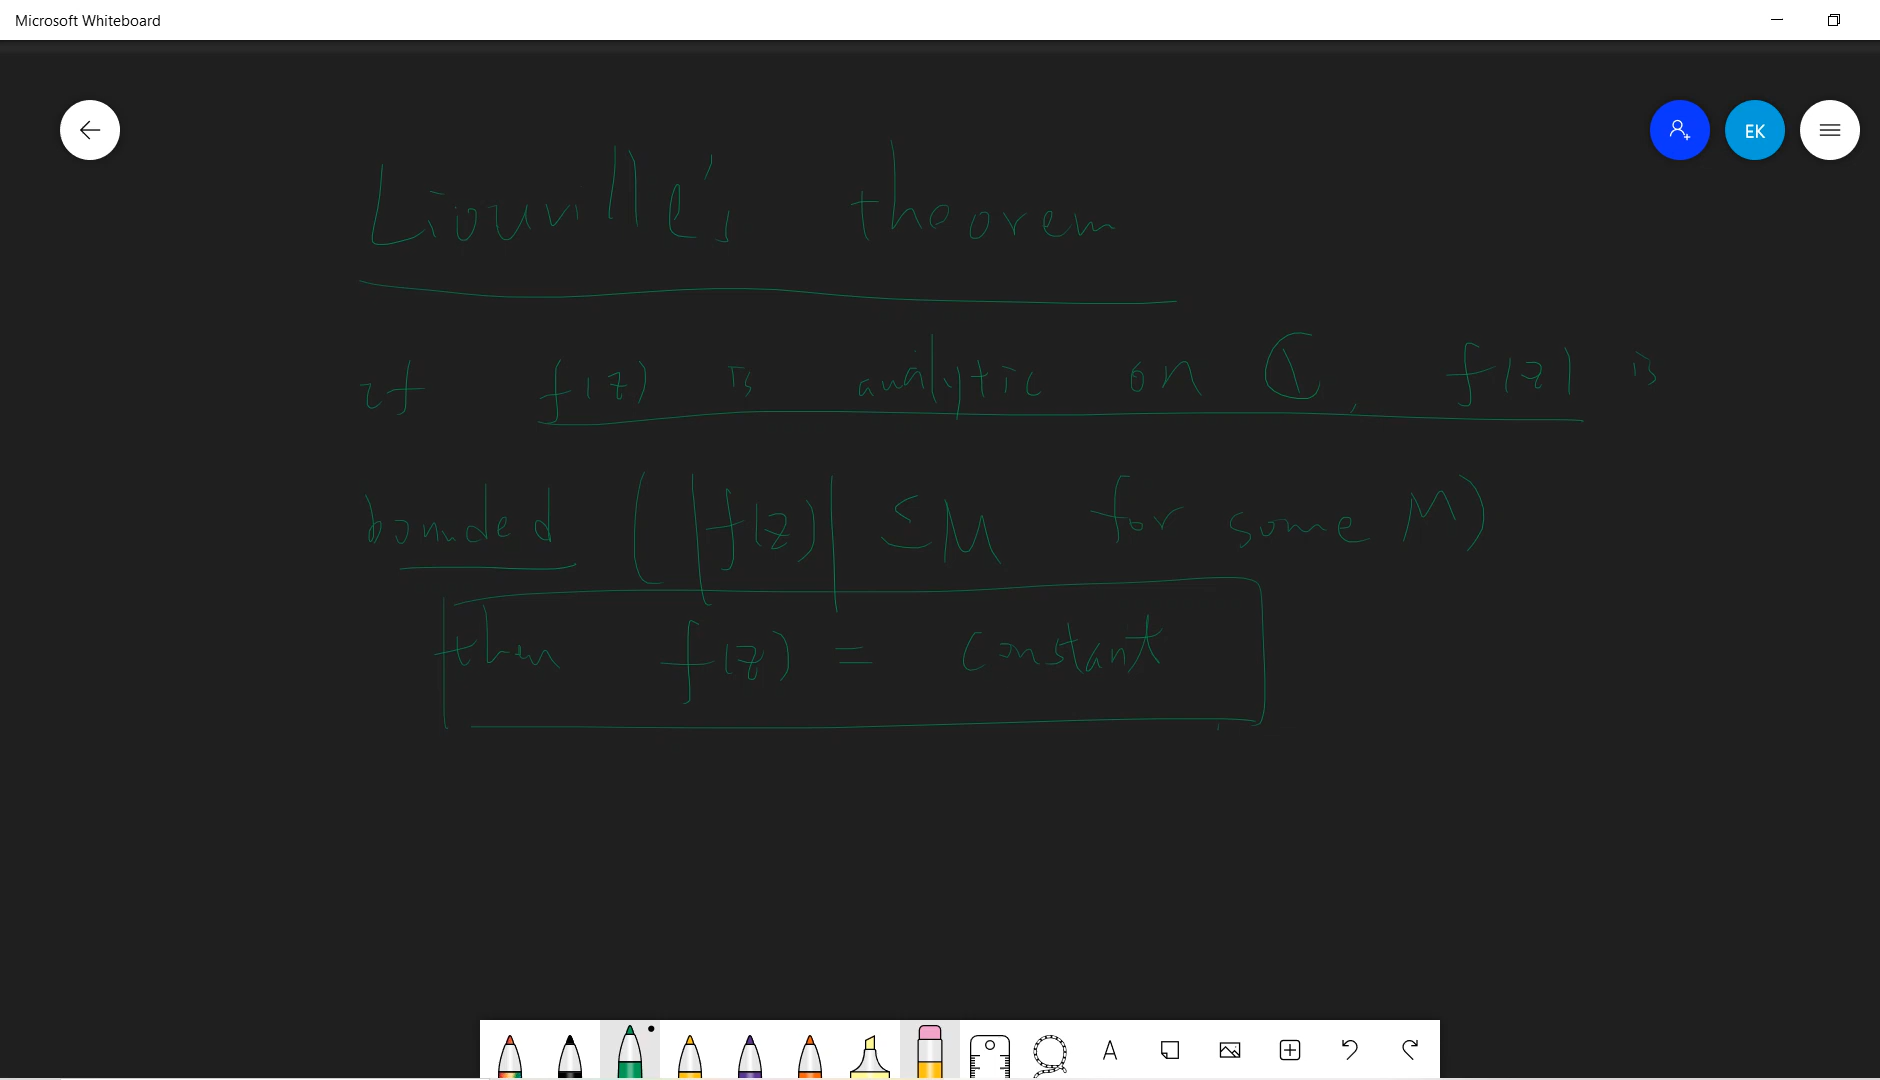 Microsoft Whiteboard
EK
Liouville's theorem
if f(z) is analytic on ℂ, f(z) is
bounded (|f(z)| ≤ M for some M)
then f(z) = constant
A